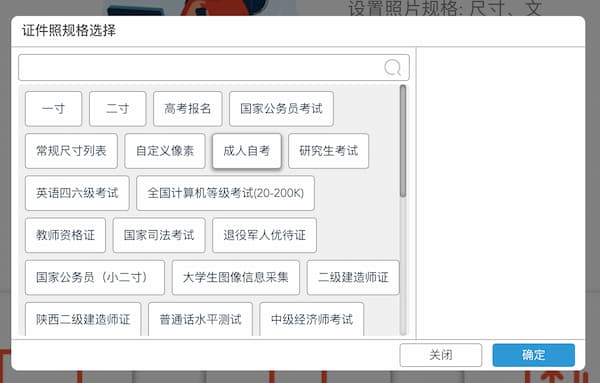 设置照片规格: 尺寸、文
证件照规格选择
一寸 二寸 高考报名 国家公务员考试
常规尺寸列表 自定义像素 成人自考 研究生考试
英语四六级考试 全国计算机等级考试(20-200K)
教师资格证 国家司法考试 退役军人优待证
国家公务员（小二寸） 大学生图像信息采集 二级建造师证
陕西二级建造师证 普通话水平测试 中级经济师考试
关闭 确定